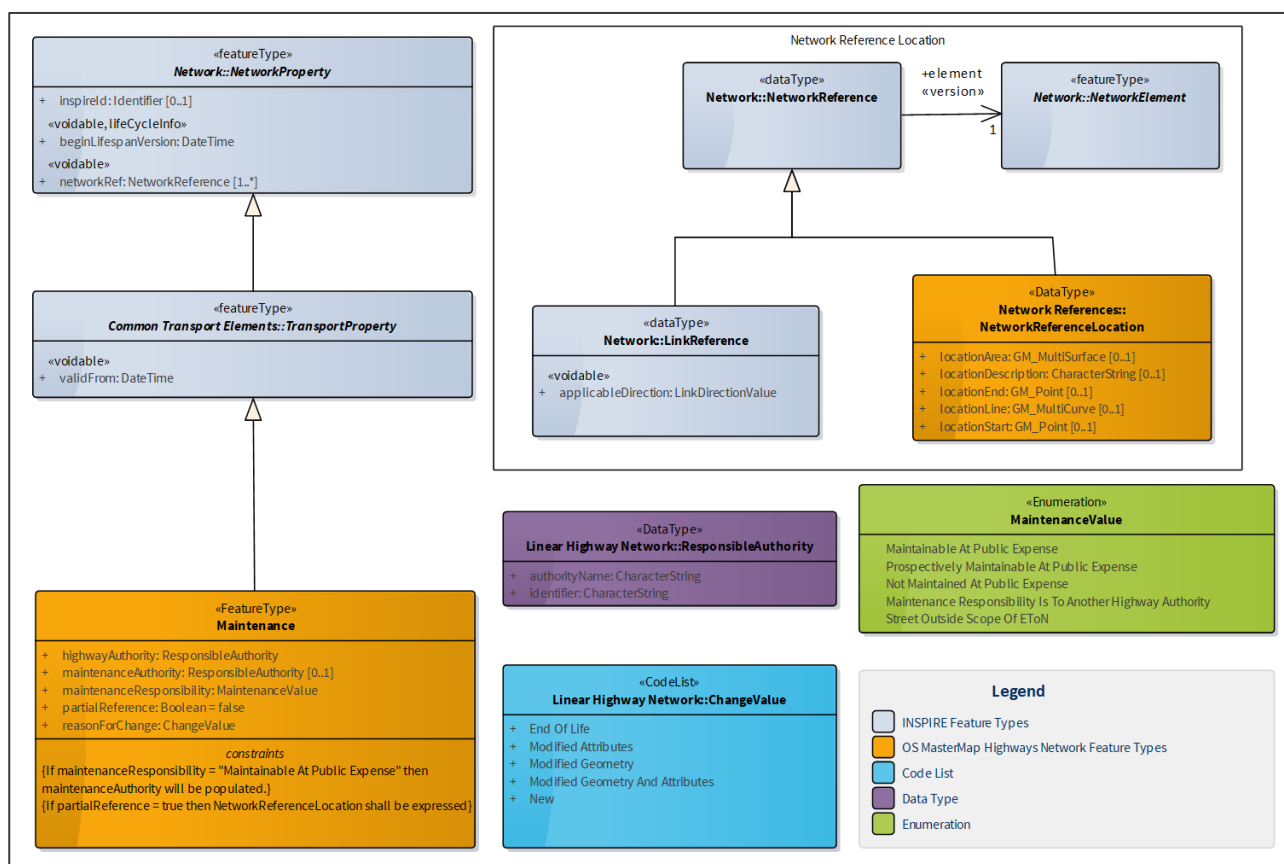 «featureType»
Network::NetworkProperty
+ inspireId: Identifier [0..1]
«voidable, lifeCycleInfo»
+ beginLifespanVersion: DateTime
«voidable»
+ networkRef: NetworkReference [1..*]
«featureType»
Common Transport Elements::TransportProperty
«voidable»
+ validFrom: DateTime
«FeatureType»
Maintenance
+ highwayAuthority: ResponsibleAuthority
+ maintenanceAuthority: ResponsibleAuthority [0..1]
+ maintenanceResponsibility: MaintenanceValue
+ partialReference: Boolean = false
+ reasonForChange: ChangeValue
constraints
{If maintenanceResponsibility = "Maintainable At Public Expense" then
maintenanceAuthority will be populated.}
{If partialReference = true then NetworkReferenceLocation shall be expressed}
Network Reference Location
«dataType»
Network::NetworkReference
+element
«version»
1
«featureType»
Network::NetworkElement
«dataType»
Network::LinkReference
«voidable»
+ applicableDirection: LinkDirectionValue
«DataType»
Network References::
NetworkReferenceLocation
+ locationArea: GM_MultiSurface [0..1]
+ locationDescription: CharacterString [0..1]
+ locationEnd: GM_Point [0..1]
+ locationLine: GM_MultiCurve [0..1]
+ locationStart: GM_Point [0..1]
«DataType»
Linear Highway Network::ResponsibleAuthority
+ authorityName: CharacterString
+ identifier: CharacterString
«Enumeration»
MaintenanceValue
Maintainable At Public Expense
Prospectively Maintainable At Public Expense
Not Maintained At Public Expense
Maintenance Responsibility Is To Another Highway Authority
Street Outside Scope Of EToN
«CodeList»
Linear Highway Network::ChangeValue
+ End Of Life
+ Modified Attributes
+ Modified Geometry
+ Modified Geometry And Attributes
+ New
Legend
INSPIRE Feature Types
OS MasterMap Highways Network Feature Types
Code List
Data Type
Enumeration